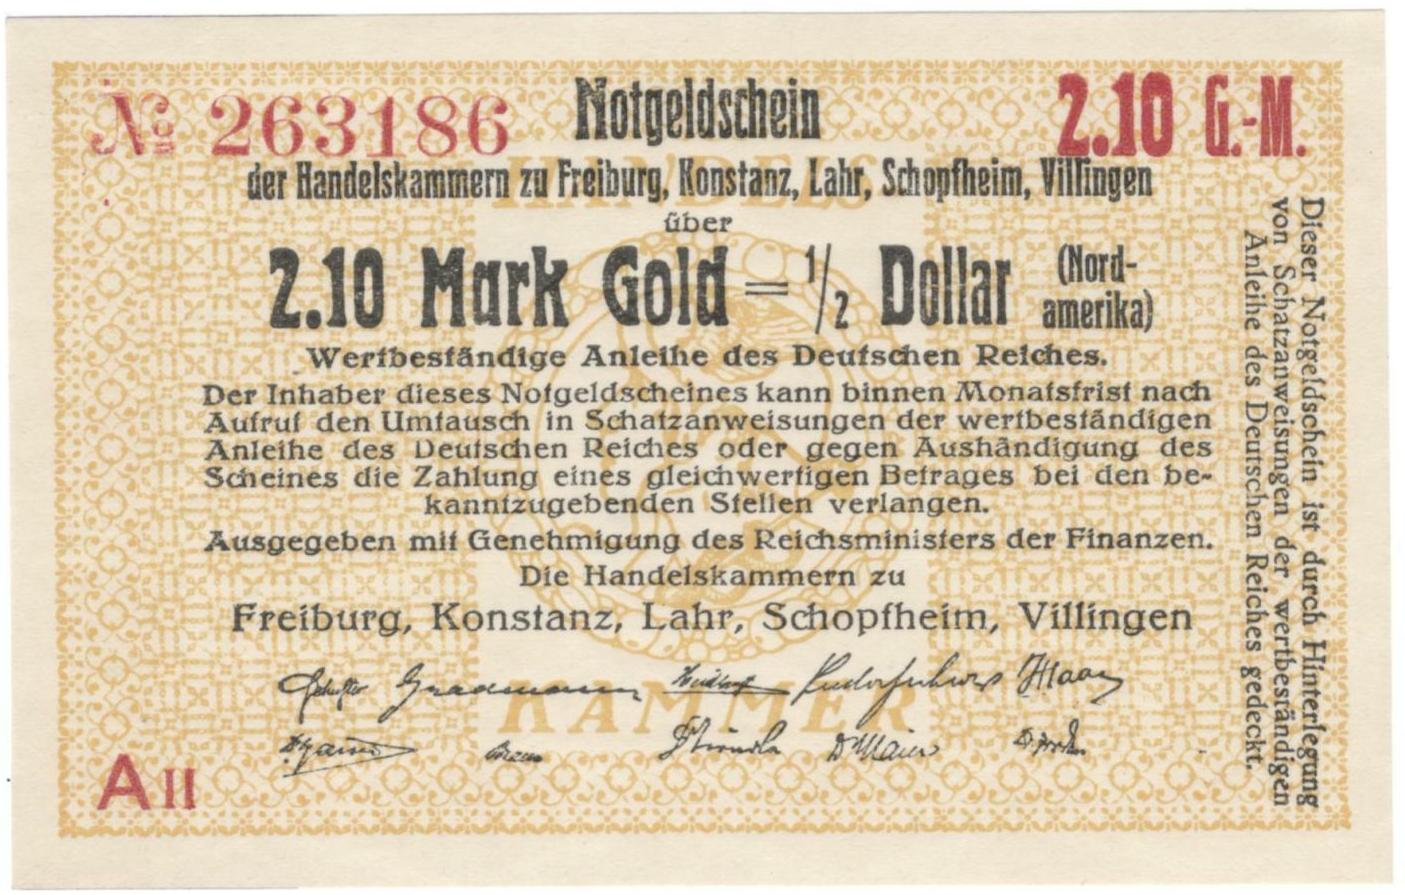 № 263186
Notgeldschein
2.10 G.-M.
der Handelskammern zu Freiburg, Konstanz, Lahr, Schopfheim, Villingen
über
2.10 Mark Gold = 1/2 Dollar (Nord-
amerika)
Wertbeständige Anleihe des Deutschen Reiches.
Der Inhaber dieses Notgeldscheines kann binnen Monatsfrist nach
Aufruf den Umtausch in Schatzanweisungen der wertbeständigen
Anleihe des Deutschen Reiches oder gegen Aushändigung des
Scheines die Zahlung eines gleichwertigen Betrages bei den be-
kanntzugebenden Stellen verlangen.
Ausgegeben mit Genehmigung des Reichsministers der Finanzen.
Die Handelskammern zu
Freiburg, Konstanz, Lahr, Schopfheim, Villingen
A II
Dieser Notgeldschein ist durch Hinterlegung
von Schatzanweisungen der wertbeständigen
Anleihe des Deutschen Reiches gedeckt.
HANDELS
KAMMER